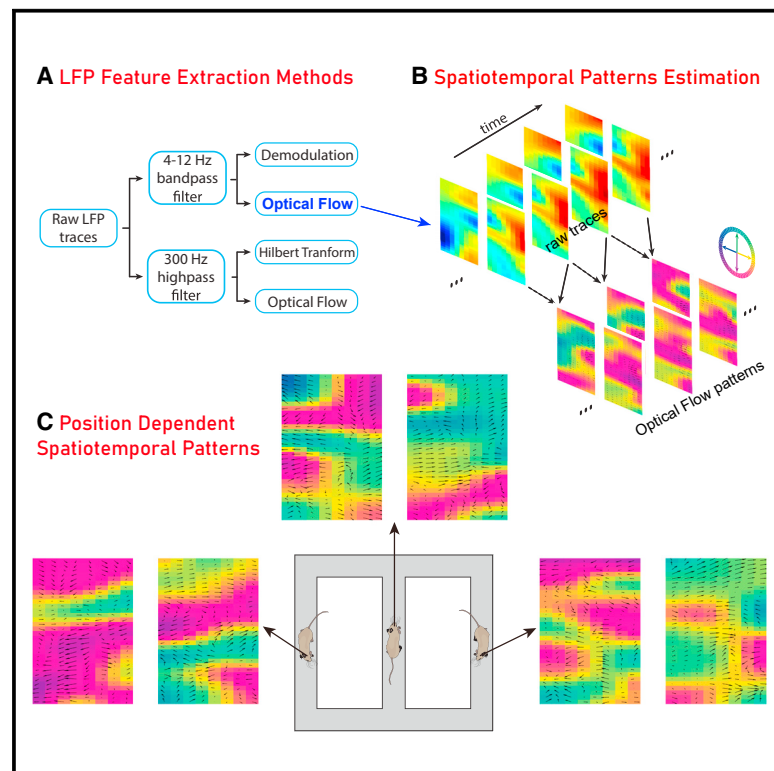 A LFP Feature Extraction Methods
Raw LFP
traces
4-12 Hz
bandpass
filter
300 Hz
highpass
filter
Demodulation
Optical Flow
Hilbert Tranform
Optical Flow
B Spatiotemporal Patterns Estimation
time
...
raw traces
...
...
Optical Flow patterns
...
C Position Dependent
Spatiotemporal Patterns